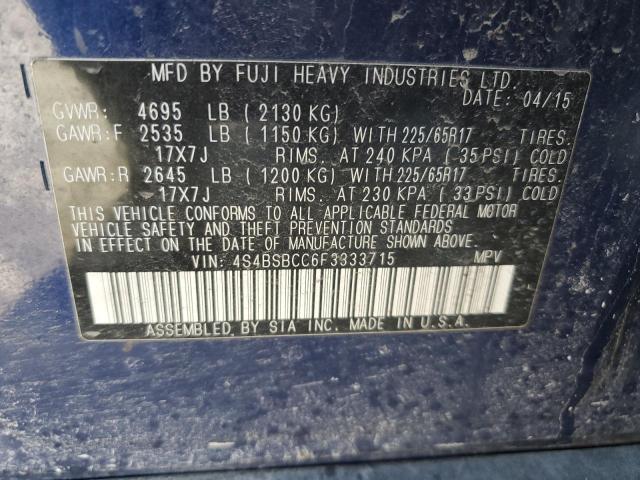 MFD BY FUJI HEAVY INDUSTRIES LTD.
DATE: 04/15
GVWR: 4695 LB (2130 KG)
GAWR:F 2535 LB (1150 KG) WITH 225/65R17 TIRES.
17X7J RIMS. AT 240 KPA (35 PSI) COLD
GAWR:R 2645 LB (1200 KG) WITH 225/65R17 TIRES.
17X7J RIMS. AT 230 KPA (33 PSI) COLD
THIS VEHICLE CONFORMS TO ALL APPLICABLE FEDERAL MOTOR
VEHICLE SAFETY AND THEFT PREVENTION STANDARDS
IN EFFECT ON THE DATE OF MANUFACTURE SHOWN ABOVE.
VIN: 4S4BSBCC6F3333715 MPV
ASSEMBLED BY SIA INC. MADE IN U.S.A.